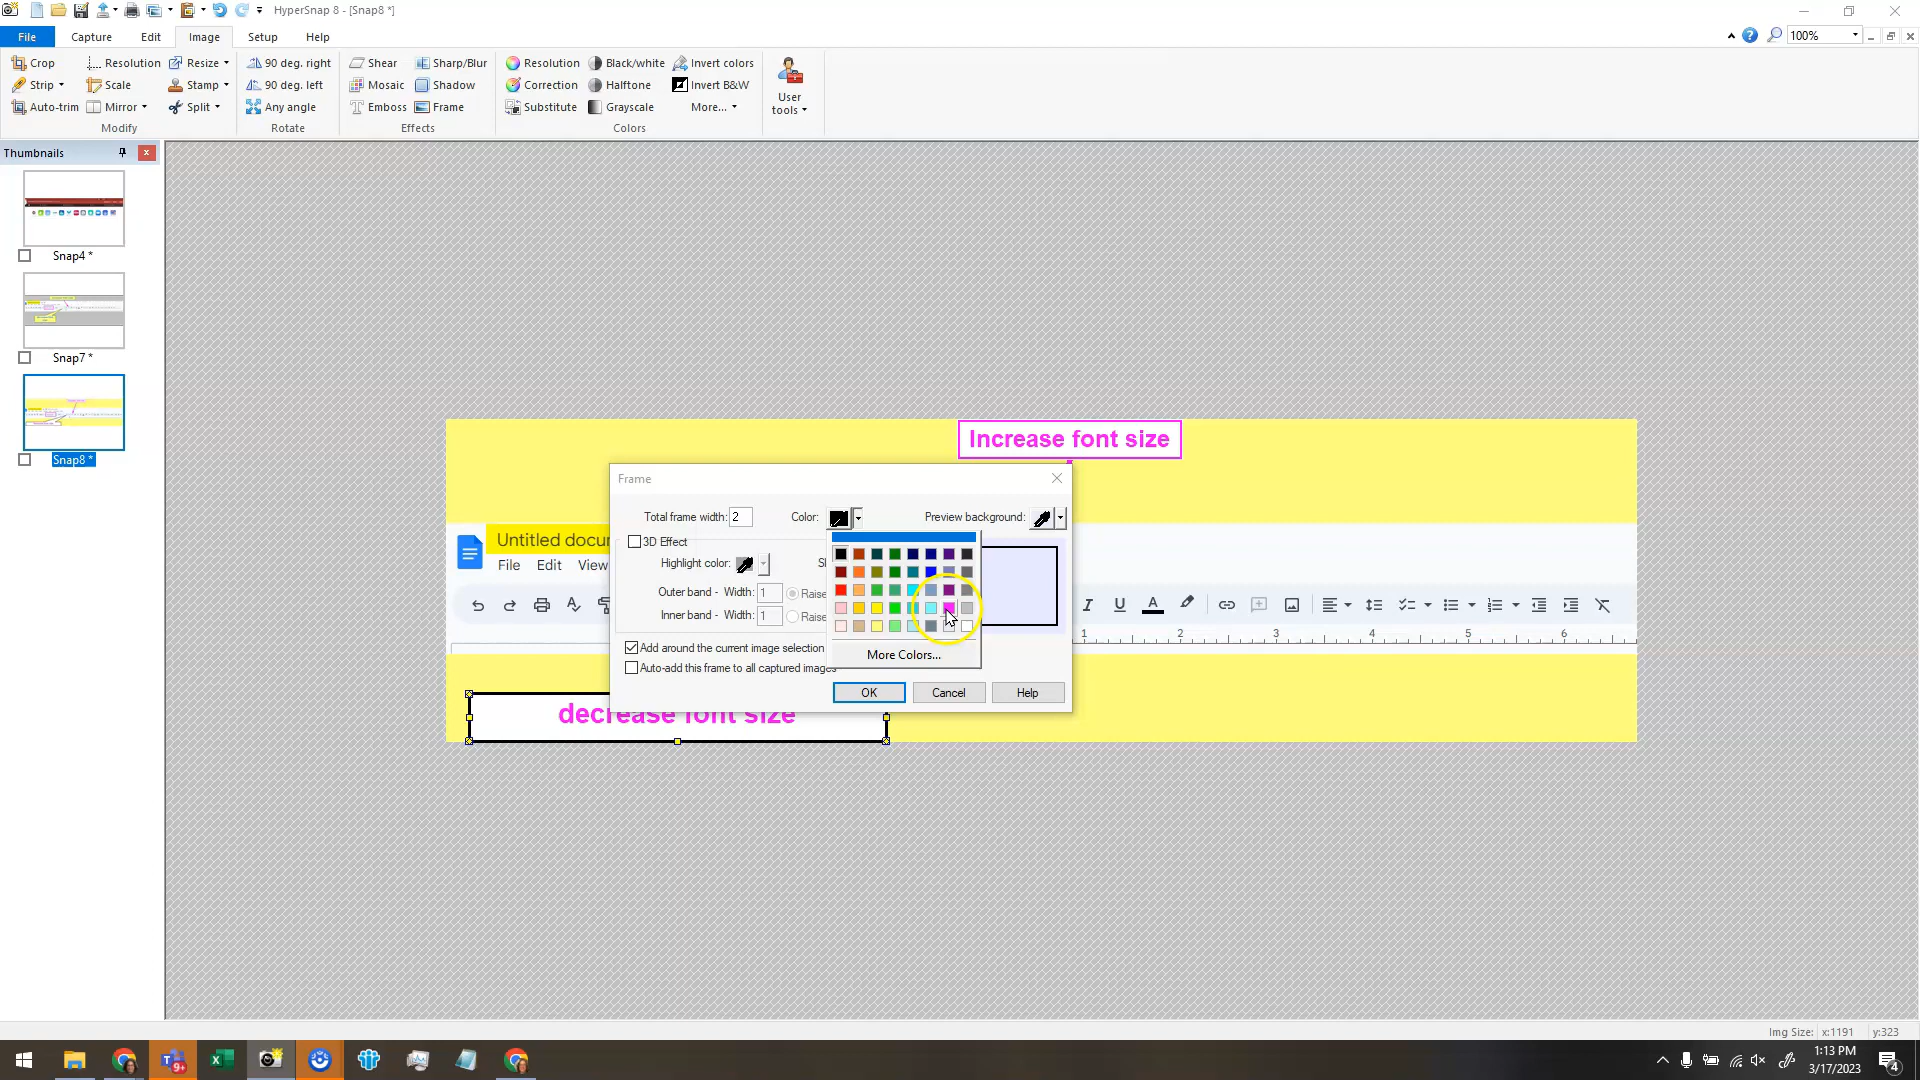 HyperSnap 8 - [Snap8 *]
File Capture Edit Image Setup Help 100%
Crop Resolution Resize 90 deg. right Shear Sharp/Blur Resolution Black/white Invert colors
Strip Scale Stamp 90 deg. left Mosaic Shadow Correction Halftone Invert B&W
Auto-trim Mirror Split Any angle Emboss Frame Substitute Grayscale More...
User tools
Modify Rotate Effects Colors
Thumbnails
Snap4 *
Snap7 *
Snap8 *
Increase font size
Frame
Total frame width: 2 Color: Preview background:
3D Effect
Highlight color:
Outer band - Width: 1 Raise
Inner band - Width: 1 Raise
Add around the current image selection
Auto-add this frame to all captured images
More Colors...
OK Cancel Help
Untitled docu
File Edit View
1 2 3 4 5 6
decrease font size
Img Size: x:1191 y:323
9+
1:13 PM
3/17/2023
4